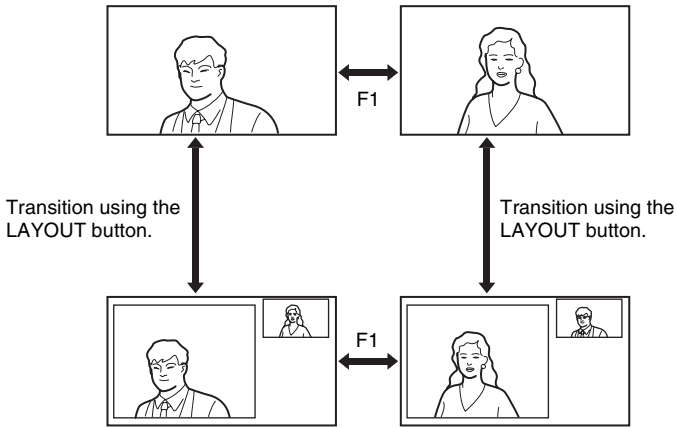 F1
Transition using the
LAYOUT button.
Transition using the
LAYOUT button.
F1